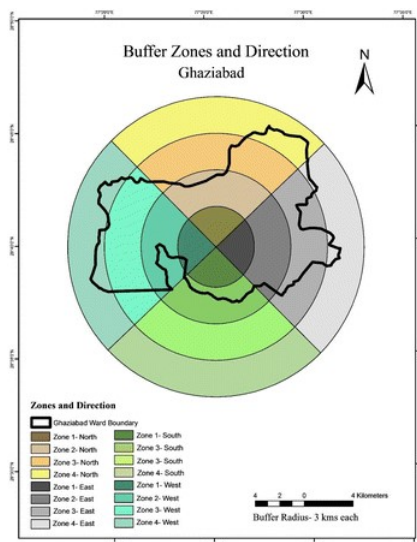 Buffer Zones and Direction
Ghaziabad
N
Zones and Direction
Ghaziabad Ward Boundary
Zone 1- North
Zone 2- North
Zone 3- North
Zone 4- North
Zone 1- East
Zone 2- East
Zone 3- East
Zone 4- East
Zone 1- South
Zone 3- South
Zone 3- South
Zone 4- South
Zone 1- West
Zone 2- West
Zone 3- West
Zone 4- West
4 2 0 4 Kilometers
Buffer Radius- 3 kms each